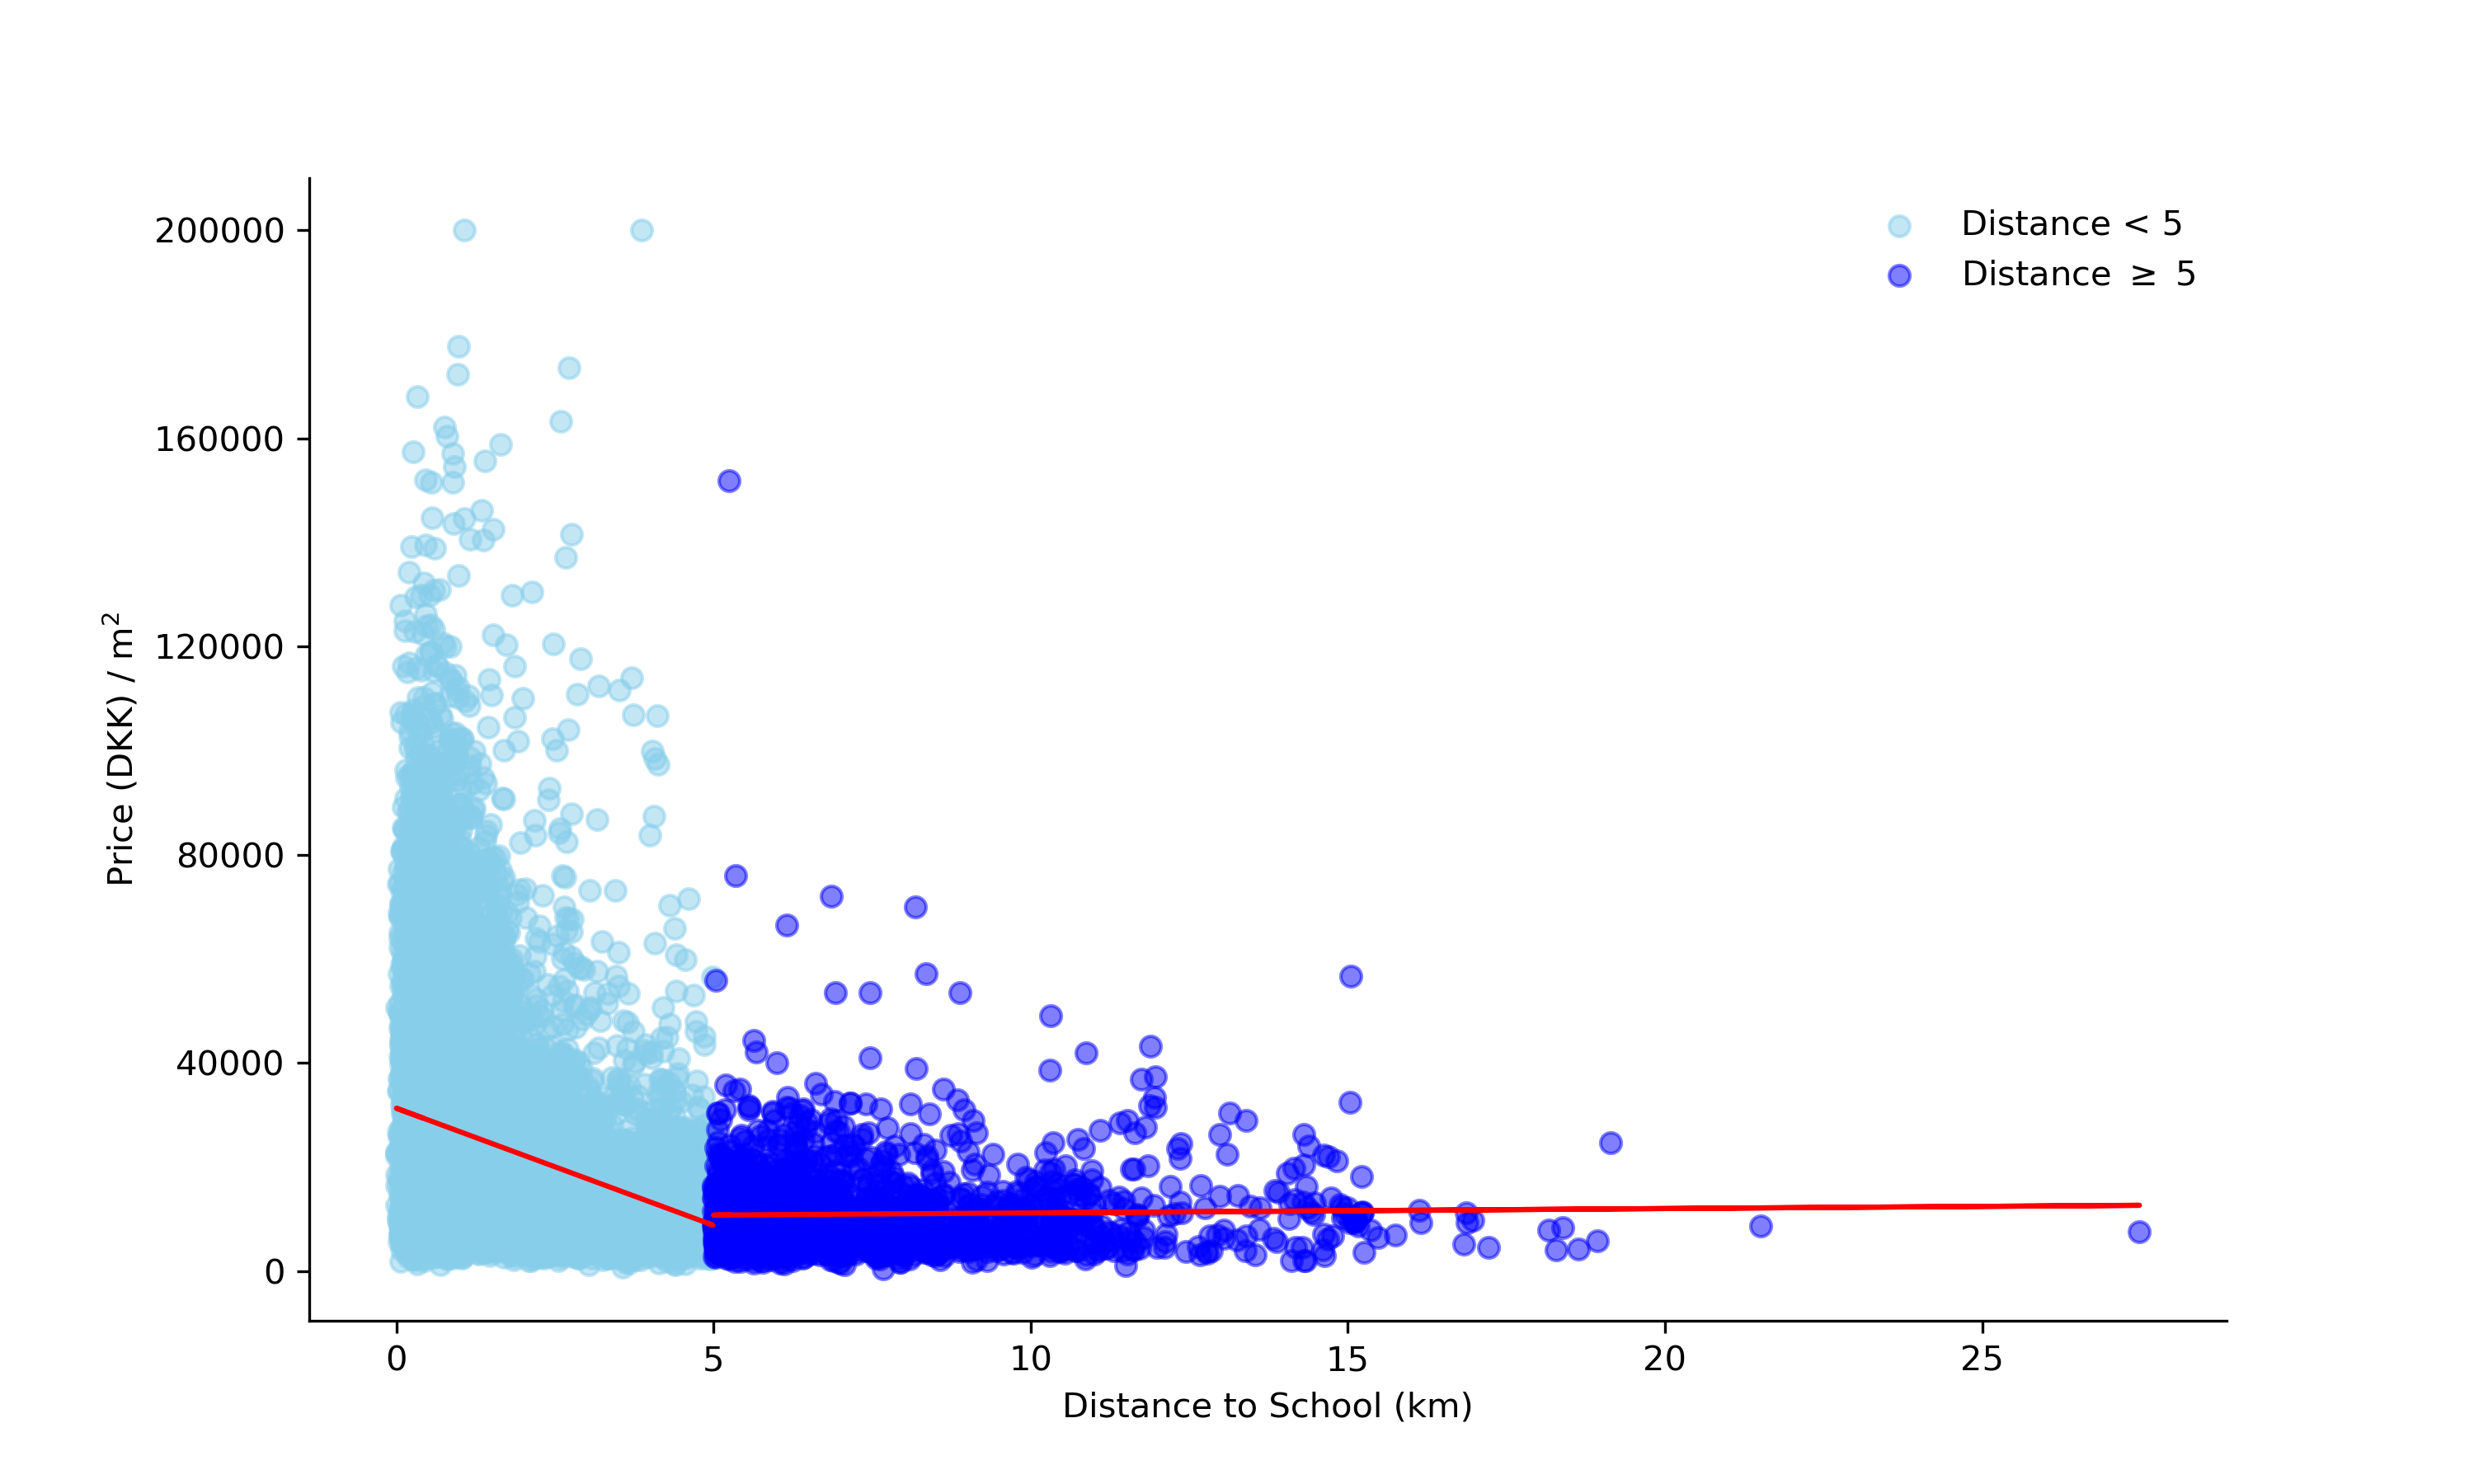 Distance < 5
Distance ≥ 5
200000
160000
120000
80000
40000
0
Price (DKK) / m²
0 5 10 15 20 25
Distance to School (km)